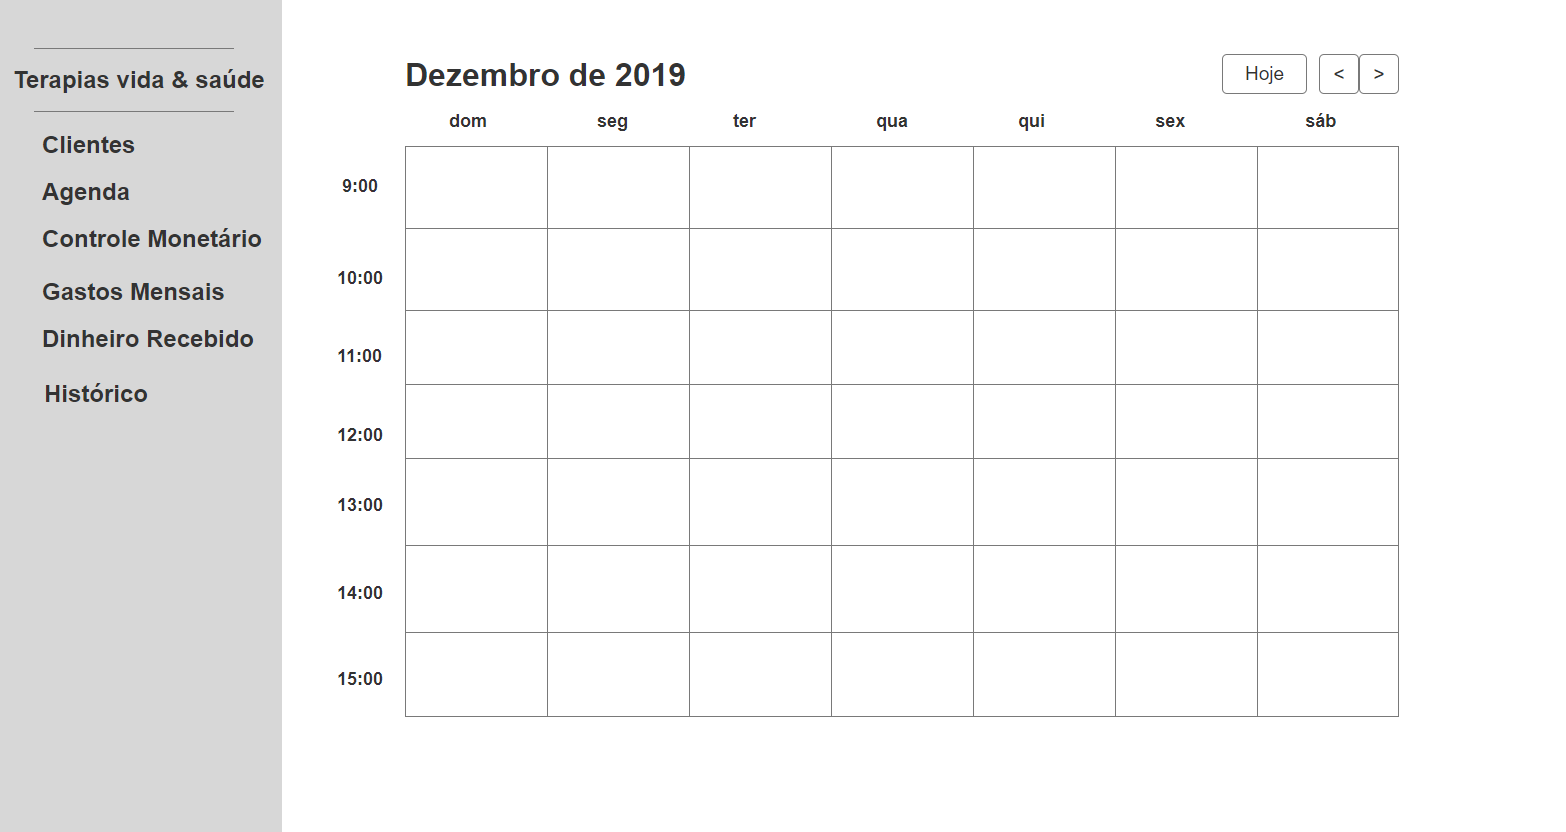 Terapias vida & saúde
Clientes
Agenda
Controle Monetário
Gastos Mensais
Dinheiro Recebido
Histórico
Dezembro de 2019
Hoje < >
dom seg ter qua qui sex sáb
9:00
10:00
11:00
12:00
13:00
14:00
15:00